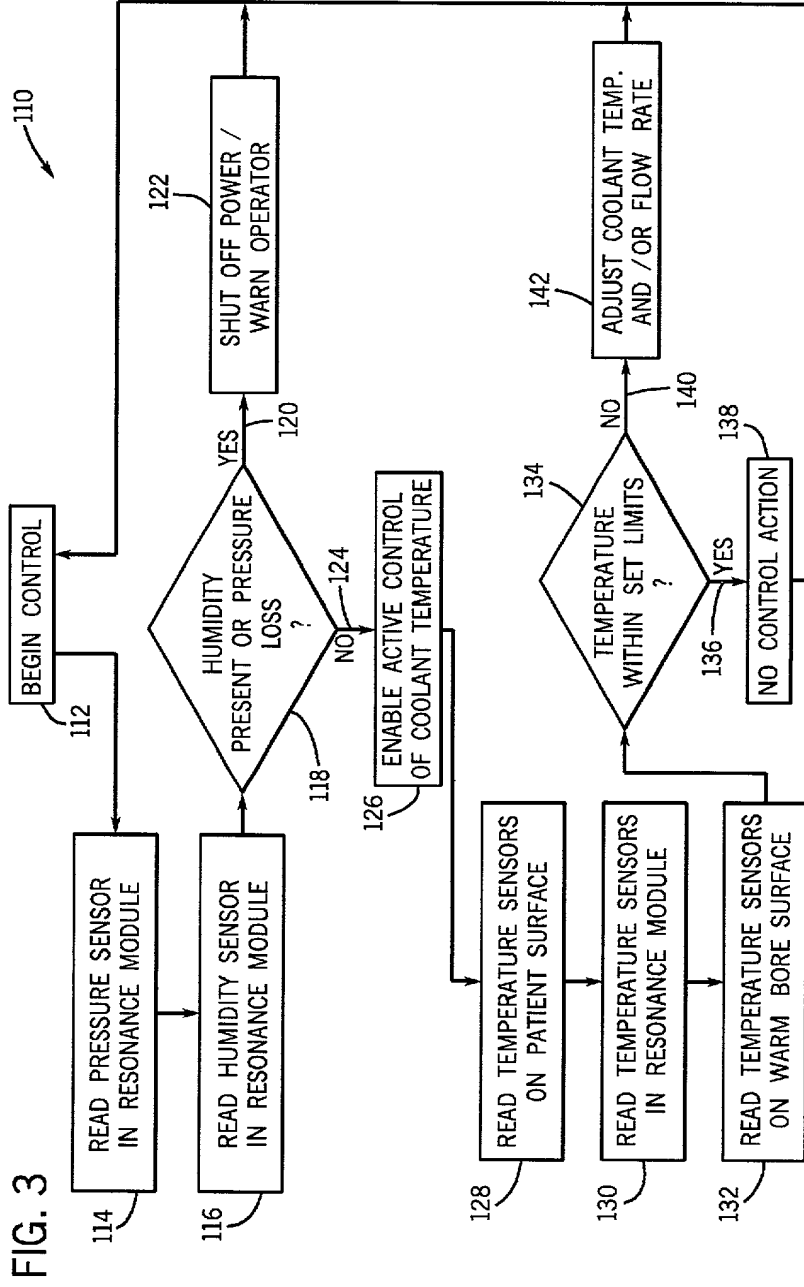 FIG. 3
110
BEGIN CONTROL
112
READ PRESSURE SENSOR
IN RESONANCE MODULE
114
READ HUMIDITY SENSOR
IN RESONANCE MODULE
116
HUMIDITY
PRESENT OR PRESSURE
LOSS
?
118
YES
120
SHUT OFF POWER /
WARN OPERATOR
122
NO
124
ENABLE ACTIVE CONTROL
OF COOLANT TEMPERATURE
126
READ TEMPERATURE SENSORS
ON PATIENT SURFACE
128
READ TEMPERATURE SENSORS
IN RESONANCE MODULE
130
READ TEMPERATURE SENSORS
ON WARM BORE SURFACE
132
TEMPERATURE
WITHIN SET LIMITS
?
134
YES
136
NO CONTROL ACTION
138
NO
140
ADJUST COOLANT TEMP.
AND /OR FLOW RATE
142